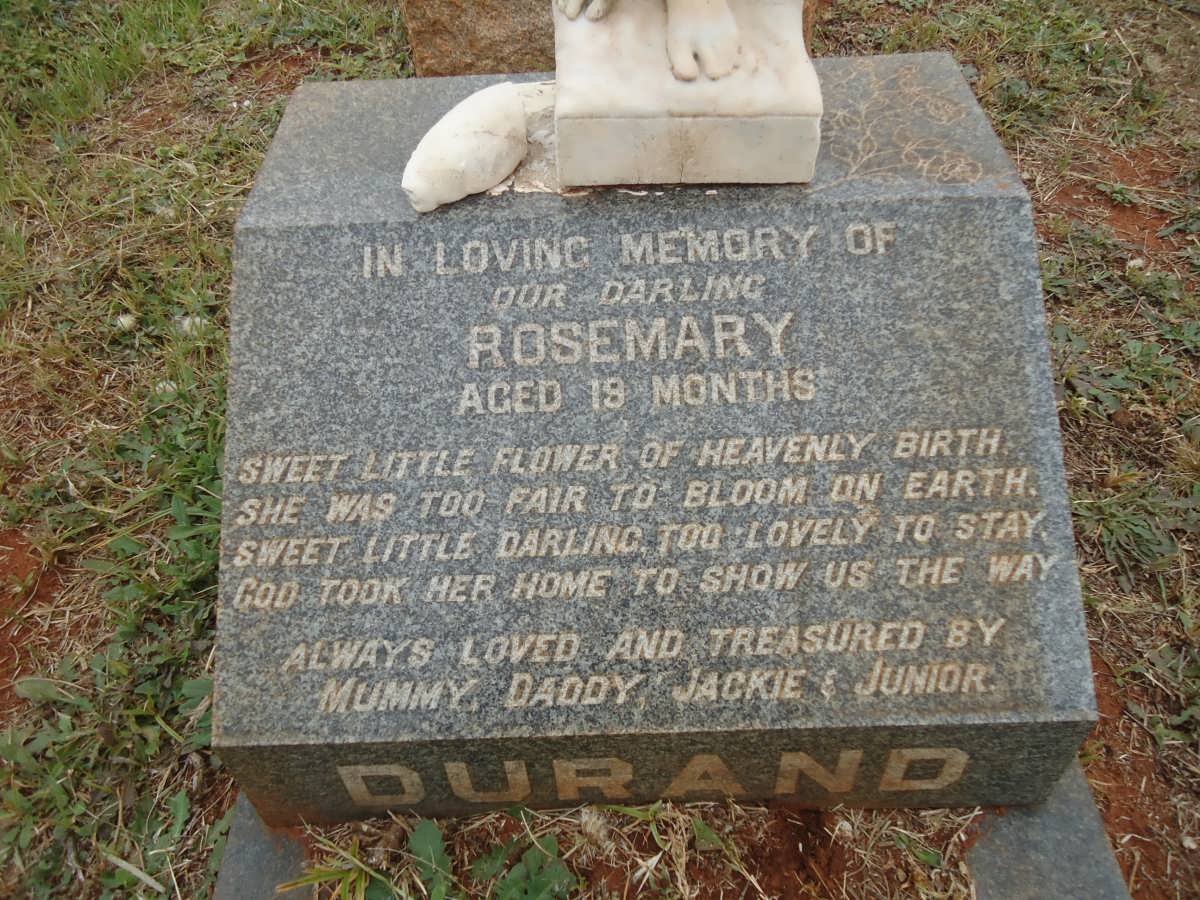 IN LOVING MEMORY OF
OUR DARLING
ROSEMARY
AGED 18 MONTHS
SWEET LITTLE FLOWER OF HEAVENLY BIRTH.
SHE WAS TOO FAIR TO BLOOM ON EARTH.
SWEET LITTLE DARLING, TOO LOVELY TO STAY.
GOD TOOK HER HOME TO SHOW US THE WAY
ALWAYS LOVED AND TREASURED BY
MUMMY, DADDY, JACKIE & JUNIOR.
DURAND